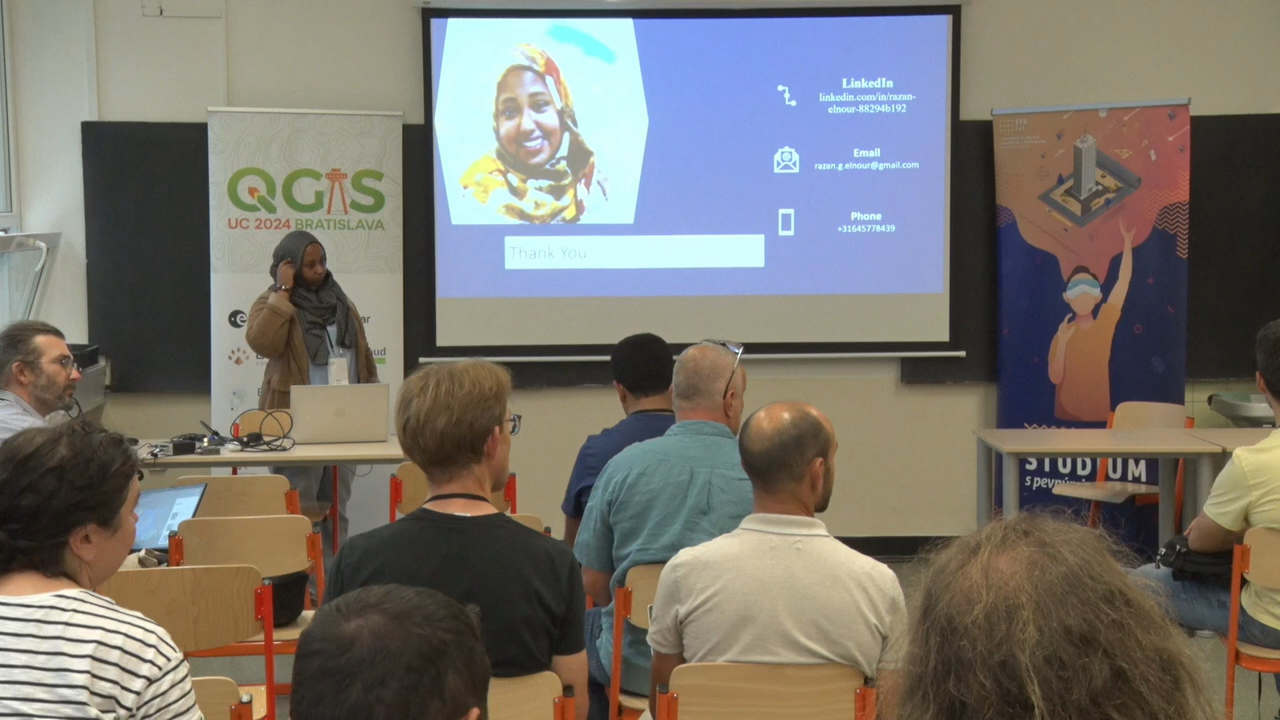 QGIS
UC 2024 BRATISLAVA
LinkedIn
linkedin.com/in/razan-
elnour-88294b192
Email
razan.g.elnour@gmail.com
Phone
+31645778439
Thank You
ŠTÚDIUM